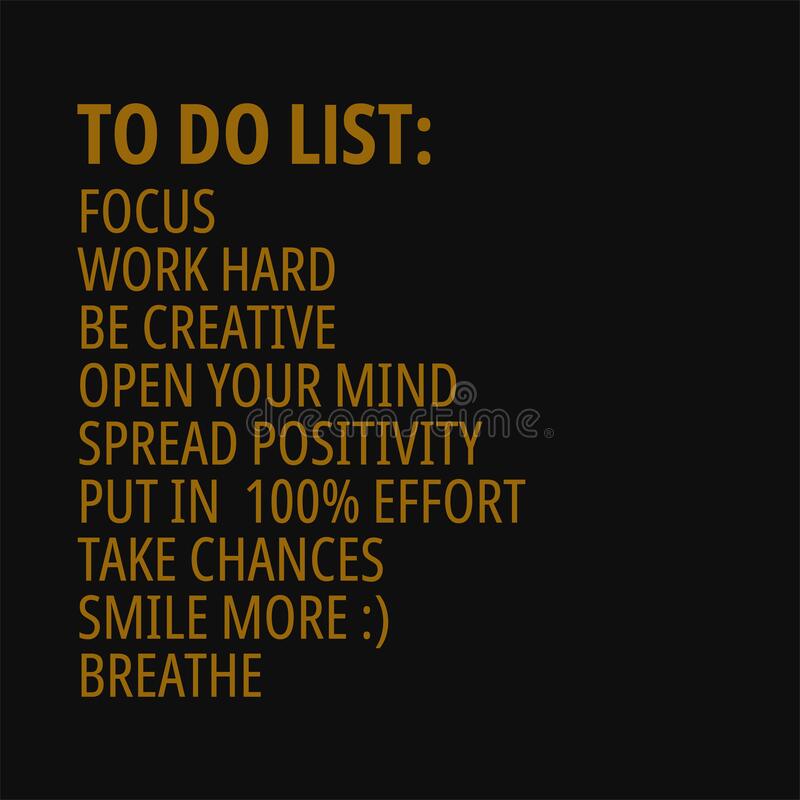 TO DO LIST:
FOCUS
WORK HARD
BE CREATIVE
OPEN YOUR MIND
dreamstime®
SPREAD POSITIVITY
PUT IN  100% EFFORT
TAKE CHANCES
SMILE MORE :)
BREATHE